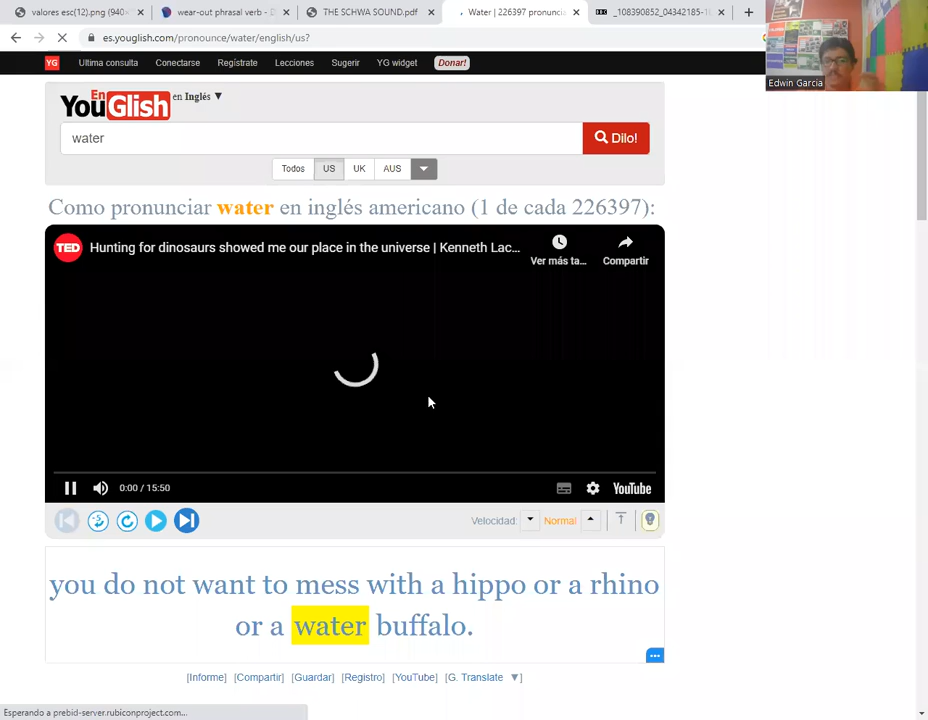 valores esc(12).png (940×
wear-out phrasal verb - D
THE SCHWA SOUND.pdf
Water | 226397 pronuncia
_108390852_04342185-1
es.youglish.com/pronounce/water/english/us?
Edwin Garcia
YG
Ultima consulta
Conectarse
Regístrate
Lecciones
Sugerir
YG widget
Donar!
En
YouGlish
en Inglés ▼
water
Dilo!
Todos
US
UK
AUS
Como pronunciar water en inglés americano (1 de cada 226397):
TED
Hunting for dinosaurs showed me our place in the universe | Kenneth Lac...
Ver más ta...
Compartir
0:00 / 15:50
YouTube
Velocidad:
Normal
you do not want to mess with a hippo or a rhino
or a water buffalo.
[Informe] [Compartir] [Guardar] [Registro] [YouTube] [G. Translate ▼]
Esperando a prebid-server.rubiconproject.com...